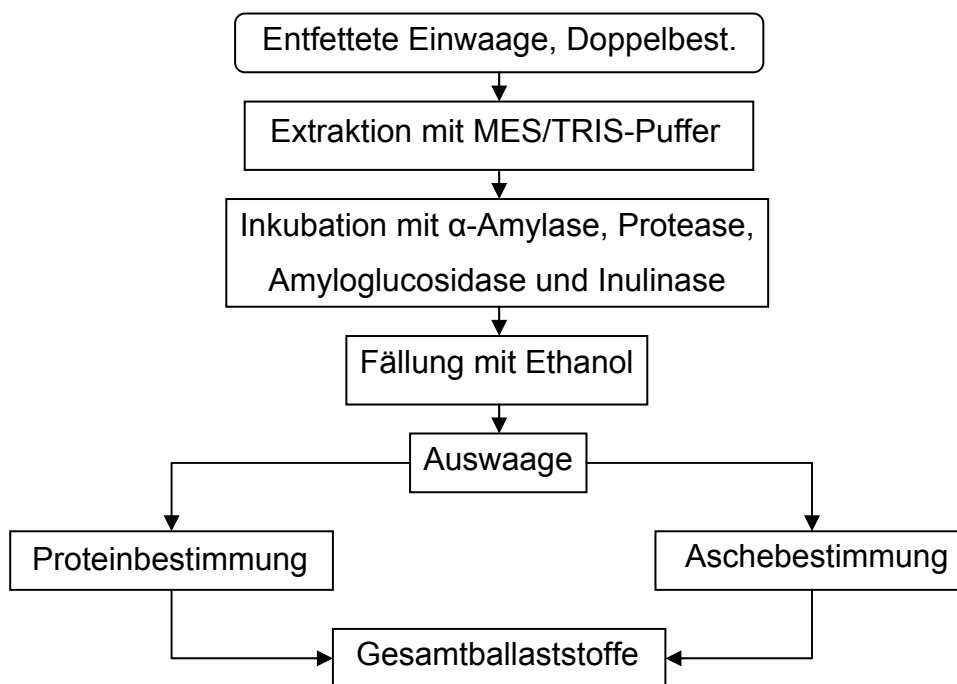 Entfettete Einwaage, Doppelbest.
Extraktion mit MES/TRIS-Puffer
Inkubation mit α-Amylase, Protease,
Amyloglucosidase und Inulinase
Fällung mit Ethanol
Auswaage
Proteinbestimmung
Aschebestimmung
Gesamtballaststoffe